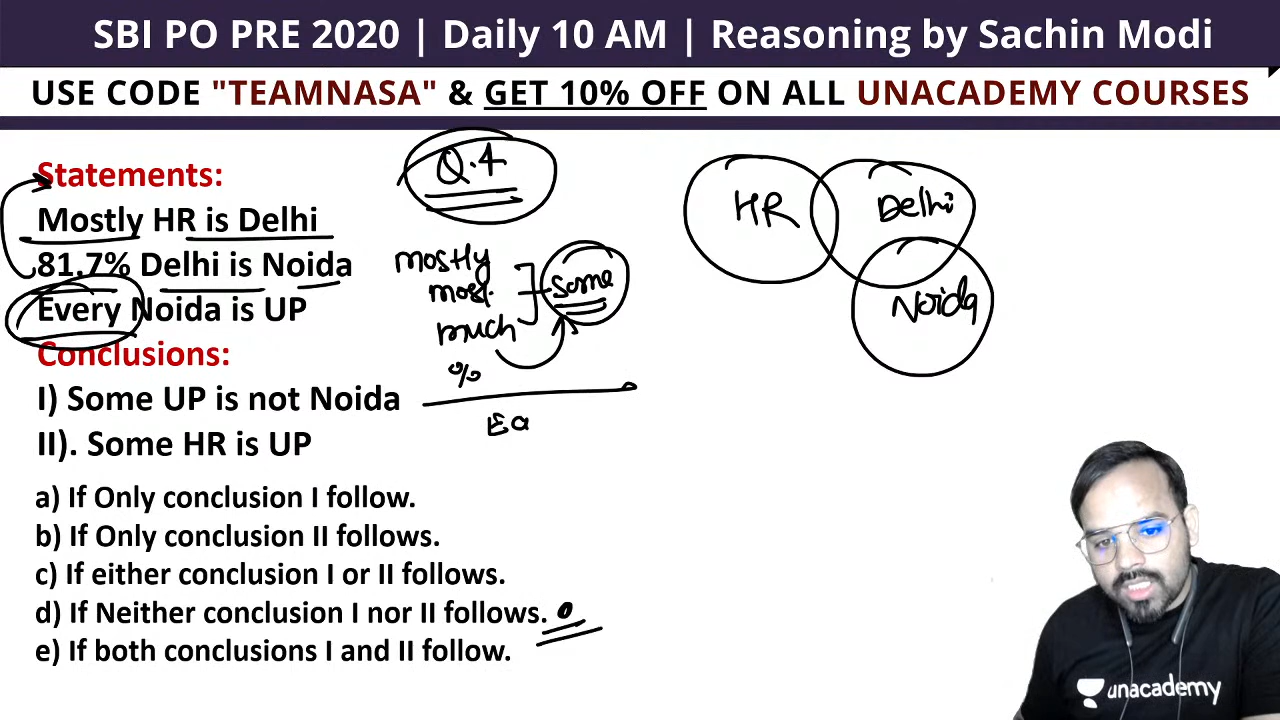 SBI PO PRE 2020 | Daily 10 AM | Reasoning by Sachin Modi
USE CODE "TEAMNASA" & GET 10% OFF ON ALL UNACADEMY COURSES
Statements:
Mostly HR is Delhi
81.7% Delhi is Noida
Every Noida is UP
Conclusions:
I) Some UP is not Noida
II). Some HR is UP
a) If Only conclusion I follow.
b) If Only conclusion II follows.
c) If either conclusion I or II follows.
d) If Neither conclusion I nor II follows.
e) If both conclusions I and II follow.
Q.4
mostly
most
much
%
some
Ea
HR
Delhi
Noida
unacademy